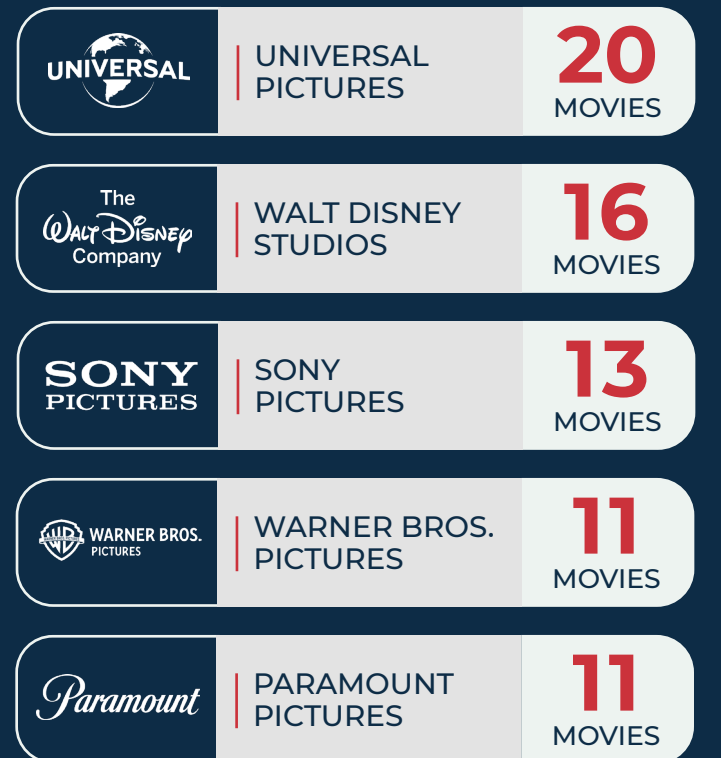 UNIVERSAL
UNIVERSAL
PICTURES
20
MOVIES
The
WALT DISNEY
Company
WALT DISNEY
STUDIOS
16
MOVIES
SONY
PICTURES
SONY
PICTURES
13
MOVIES
WB
WARNER BROS.
PICTURES
WARNER BROS.
PICTURES
11
MOVIES
Paramount
PARAMOUNT
PICTURES
11
MOVIES